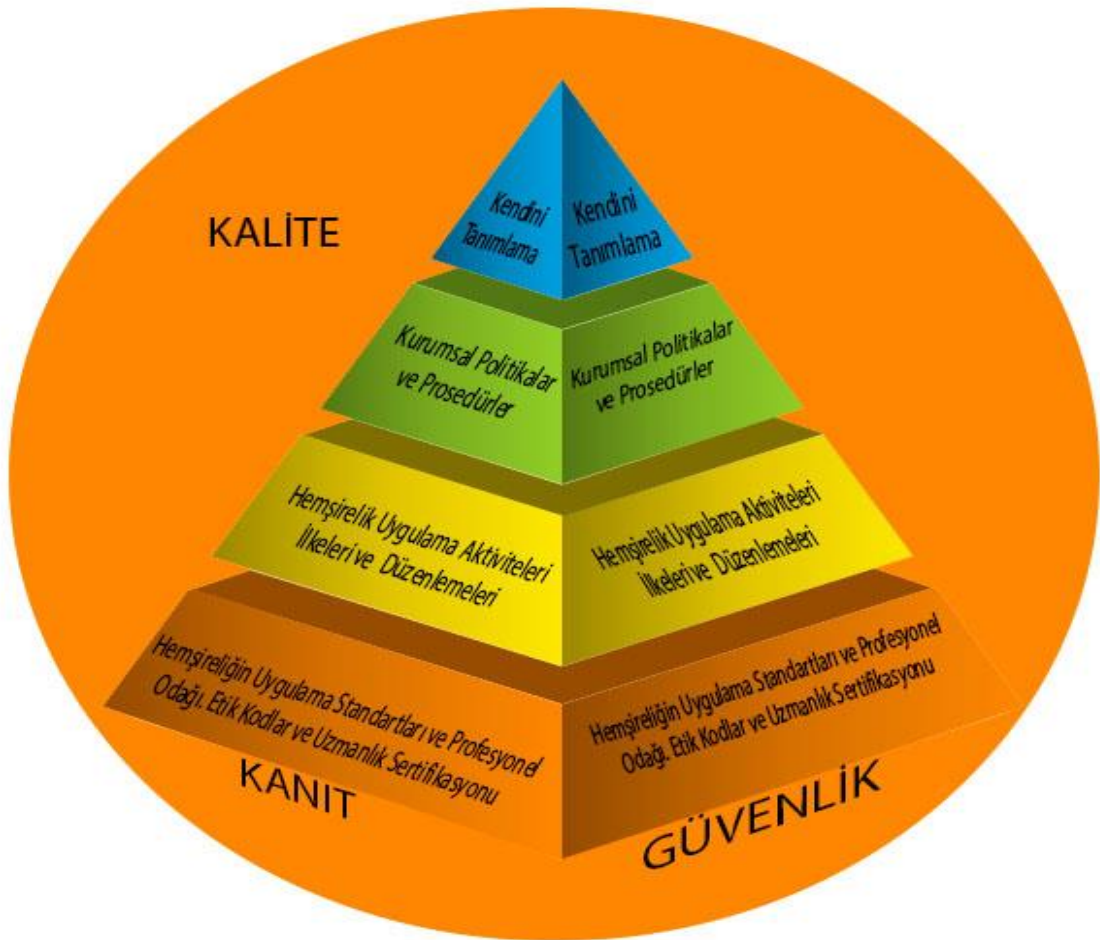 KALİTE
Kendini
Tanımlama
Kendini
Tanımlama
Kurumsal Politikalar
ve Prosedürler
Kurumsal Politikalar
ve Prosedürler
Hemşirelik Uygulama Aktiviteleri
İlkeleri ve Düzenlemeleri
Hemşirelik Uygulama Aktiviteleri
İlkeleri ve Düzenlemeleri
Hemşireliğin Uygulama Standartları ve Profesyonel
Odağı. Etik Kodlar ve Uzmanlık Sertifikasyonu
Hemşireliğin Uygulama Standartları ve Profesyonel
Odağı. Etik Kodlar ve Uzmanlık Sertifikasyonu
KANIT
GÜVENLİK